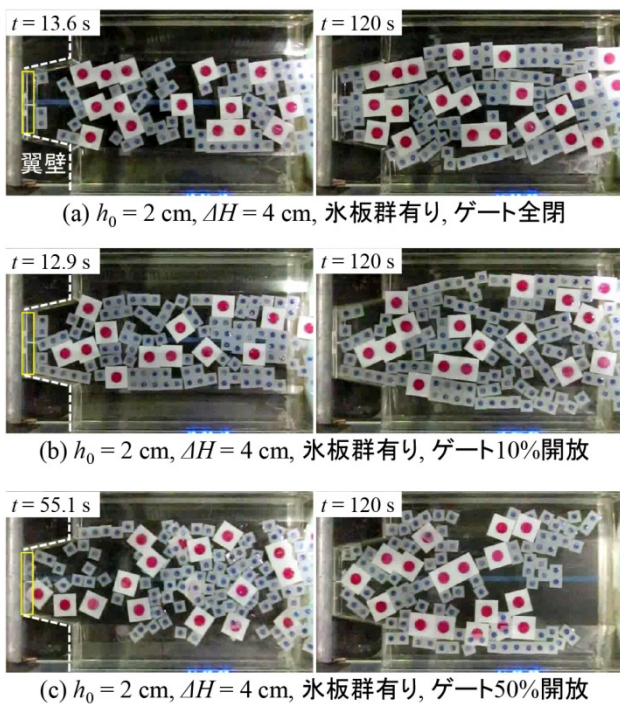 t = 13.6 s
t = 120 s
翼壁
(a) h₀ = 2 cm, ΔH = 4 cm, 氷板群有り, ゲート全閉
t = 12.9 s
t = 120 s
(b) h₀ = 2 cm, ΔH = 4 cm, 氷板群有り, ゲート10%開放
t = 55.1 s
t = 120 s
(c) h₀ = 2 cm, ΔH = 4 cm, 氷板群有り, ゲート50%開放